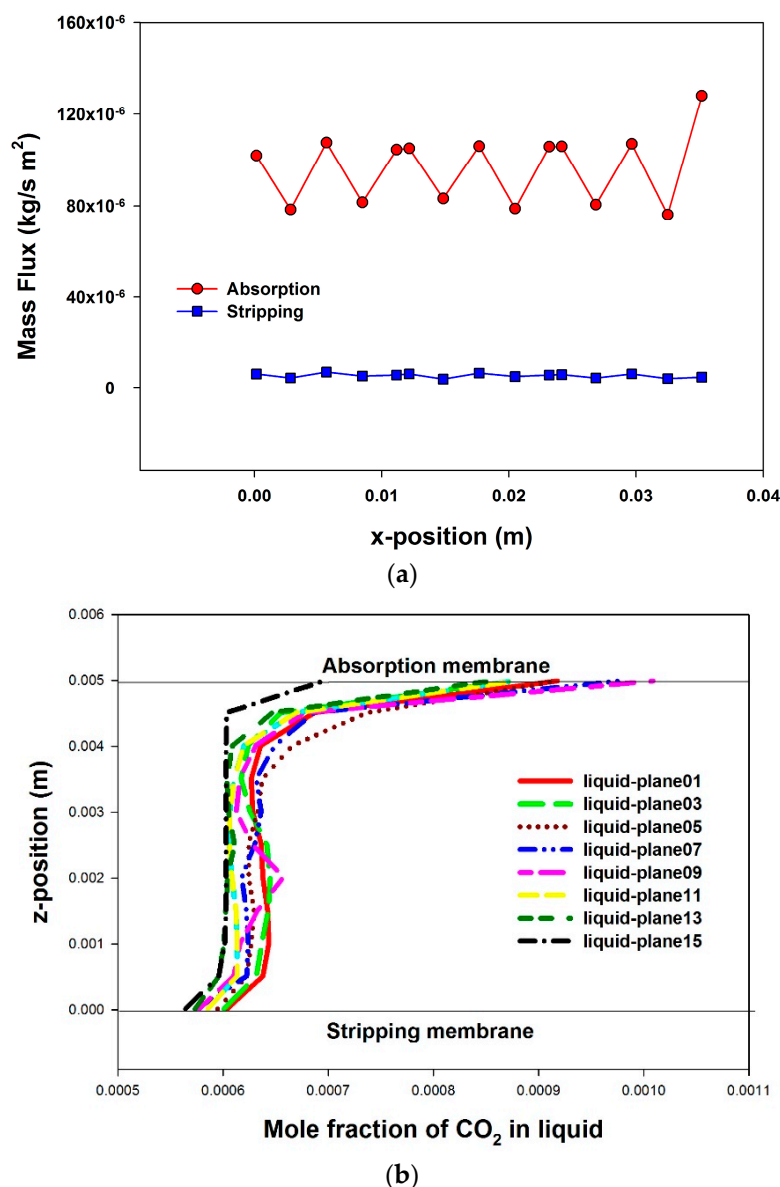 160x10⁻⁶
120x10⁻⁶
80x10⁻⁶
40x10⁻⁶
0
Mass Flux (kg/s m²)
Absorption
Stripping
0.00 0.01 0.02 0.03 0.04
x-position (m)
(a)
0.006
0.005
0.004
0.003
0.002
0.001
0.000
z-position (m)
Absorption membrane
liquid-plane01
liquid-plane03
liquid-plane05
liquid-plane07
liquid-plane09
liquid-plane11
liquid-plane13
liquid-plane15
Stripping membrane
0.0005 0.0006 0.0007 0.0008 0.0009 0.0010 0.0011
Mole fraction of CO₂ in liquid
(b)